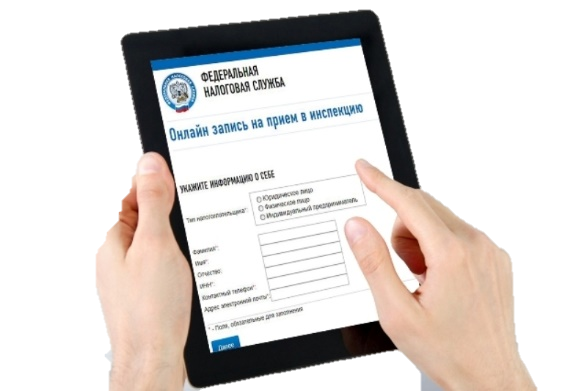 ФЕДЕРАЛЬНАЯ
НАЛОГОВАЯ СЛУЖБА
Онлайн запись на прием в инспекцию
УКАЖИТЕ ИНФОРМАЦИЮ О СЕБЕ
Тип налогоплательщика*:
Юридическое лицо
Физическое лицо
Индивидуальный предприниматель
Фамилия*:
Имя*:
Отчество:
ИНН*:
Контактный телефон*:
Адрес электронной почты*:
* - Поля, обязательные для заполнения
Далее